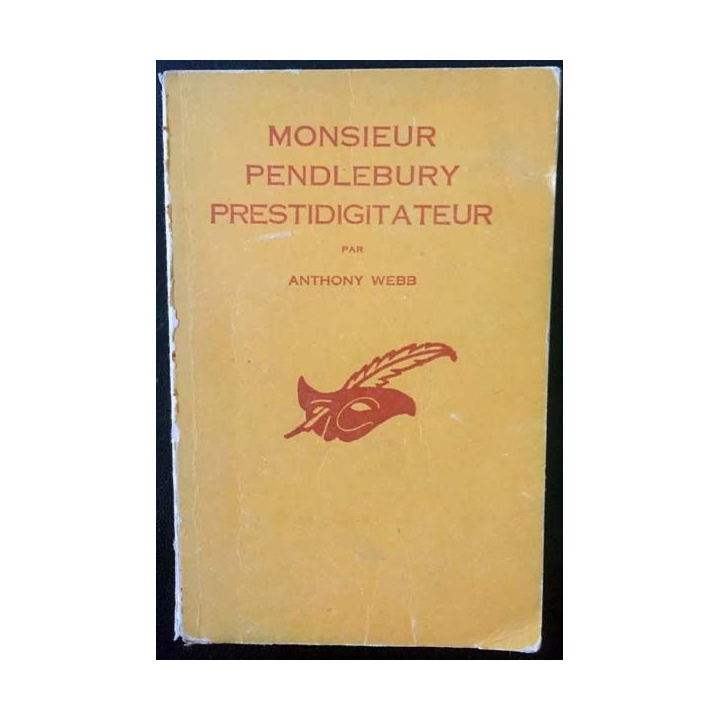 MONSIEUR
PENDLEBURY
PRESTIDIGITATEUR
PAR
ANTHONY WEBB